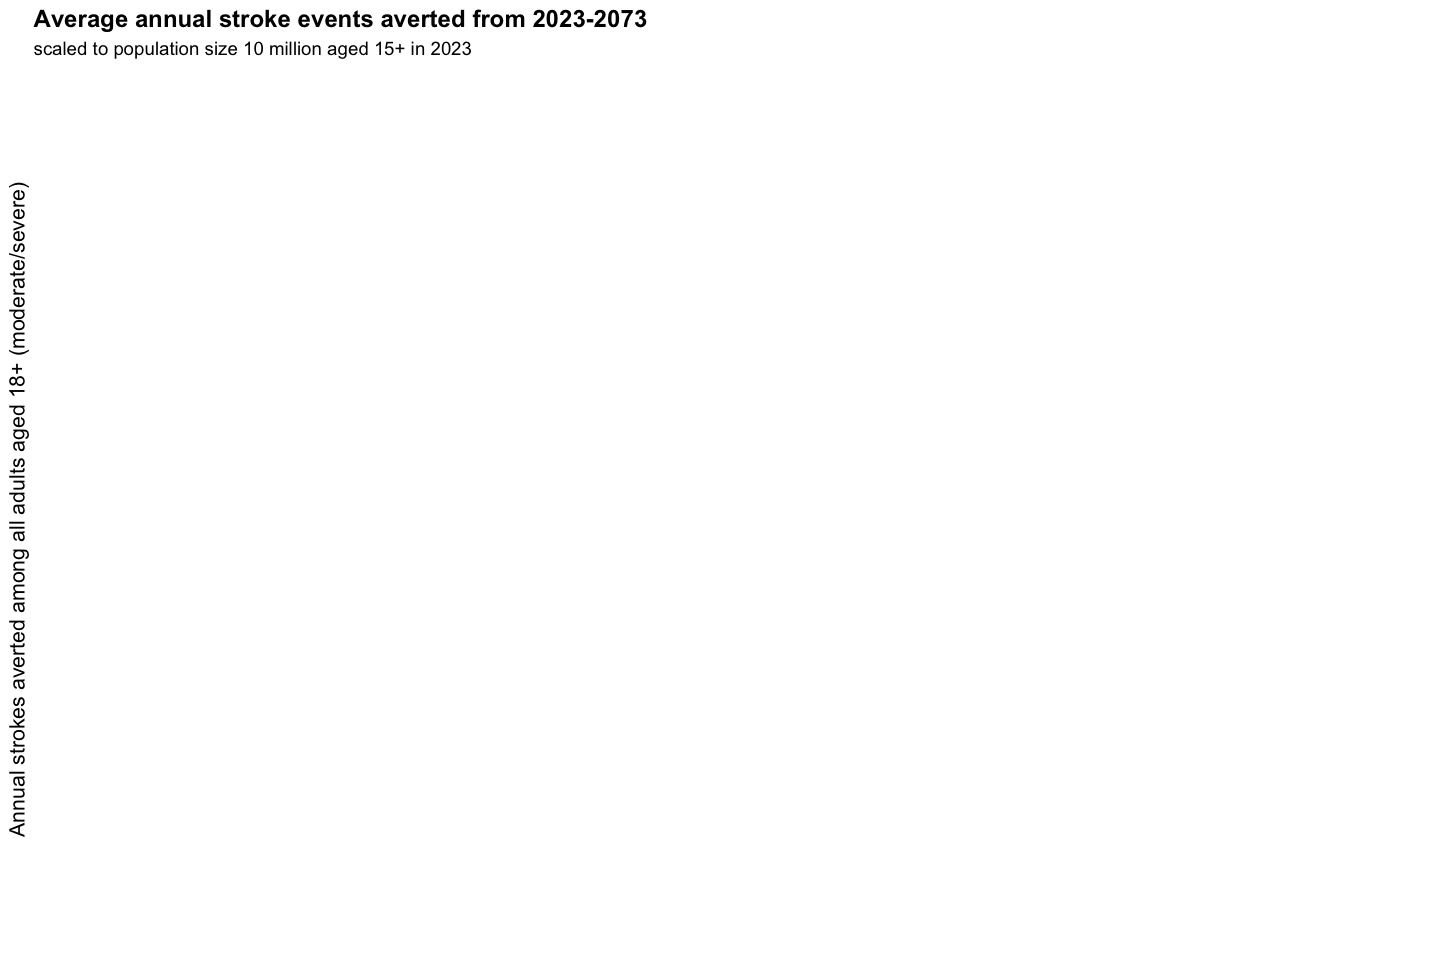 Average annual stroke events averted from 2023-2073
scaled to population size 10 million aged 15+ in 2023
Annual strokes averted among all adults aged 18+ (moderate/severe)